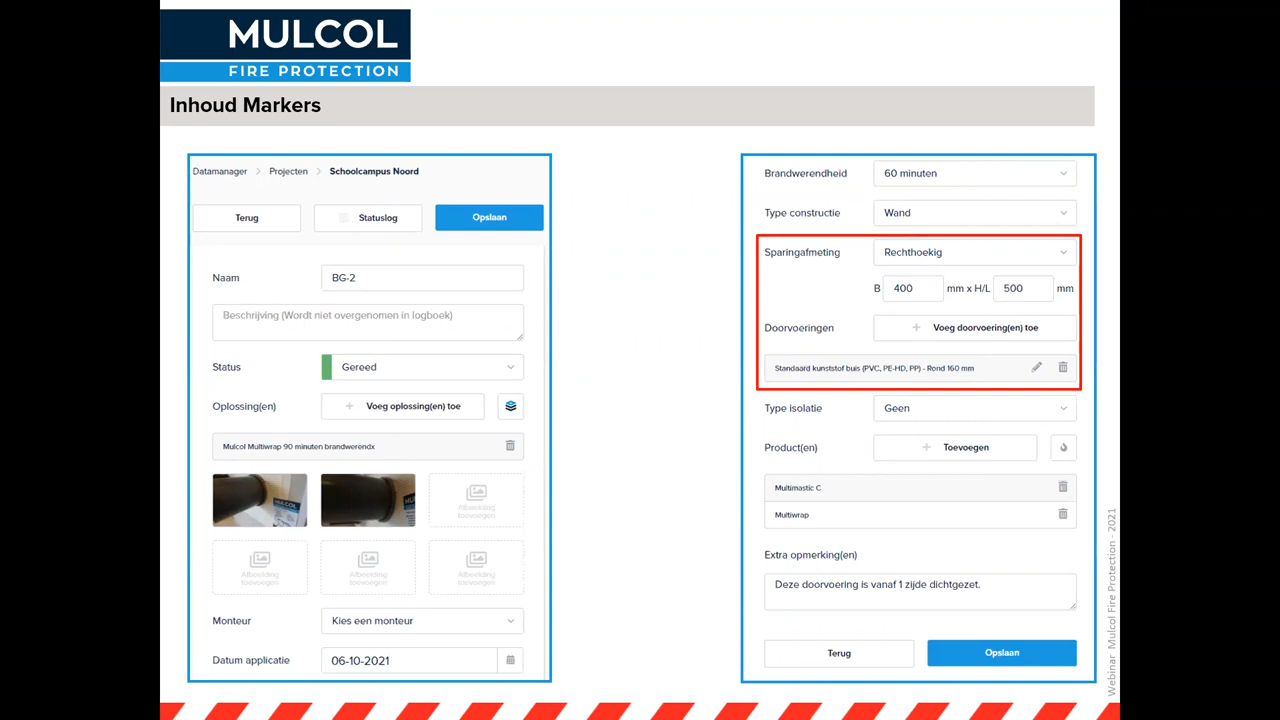 MULCOL
FIRE PROTECTION
Inhoud Markers
Datamanager > Projecten > Schoolcampus Noord
Terug Statuslog Opslaan
Naam BG-2
Beschrijving (Wordt niet overgenomen in logboek)
Status Gereed
Oplossing(en) + Voeg oplossing(en) toe
Mulcol Multiwrap 90 minuten brandwerendx
MULCOL MULCOL Afbeelding toevoegen
Afbeelding toevoegen Afbeelding toevoegen Afbeelding toevoegen
Monteur Kies een monteur
Datum applicatie 06-10-2021
Brandwerendheid 60 minuten
Type constructie Wand
Sparingafmeting Rechthoekig
B 400 mm x H/L 500 mm
Doorvoeringen + Voeg doorvoering(en) toe
Standaard kunststof buis (PVC, PE-HD, PP) - Rond 160 mm
Type isolatie Geen
Product(en) + Toevoegen
Multimastic C
Multiwrap
Extra opmerking(en)
Deze doorvoering is vanaf 1 zijde dichtgezet.
Terug Opslaan
Webinar Mulcol Fire Protection - 2021